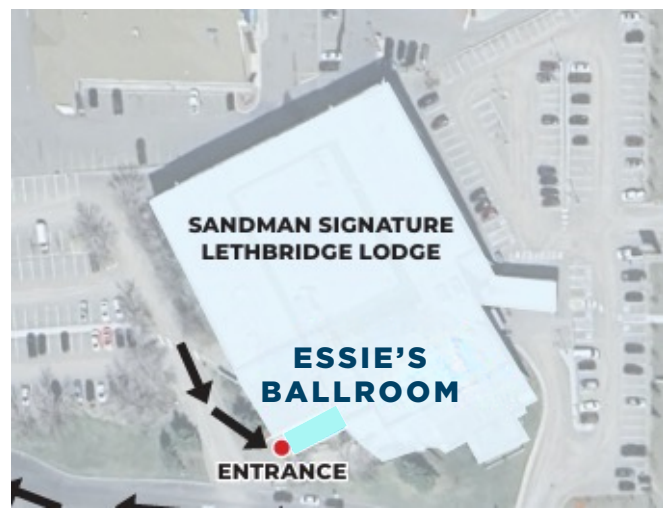 SANDMAN SIGNATURE
LETHBRIDGE LODGE
ESSIE'S
BALLROOM
ENTRANCE